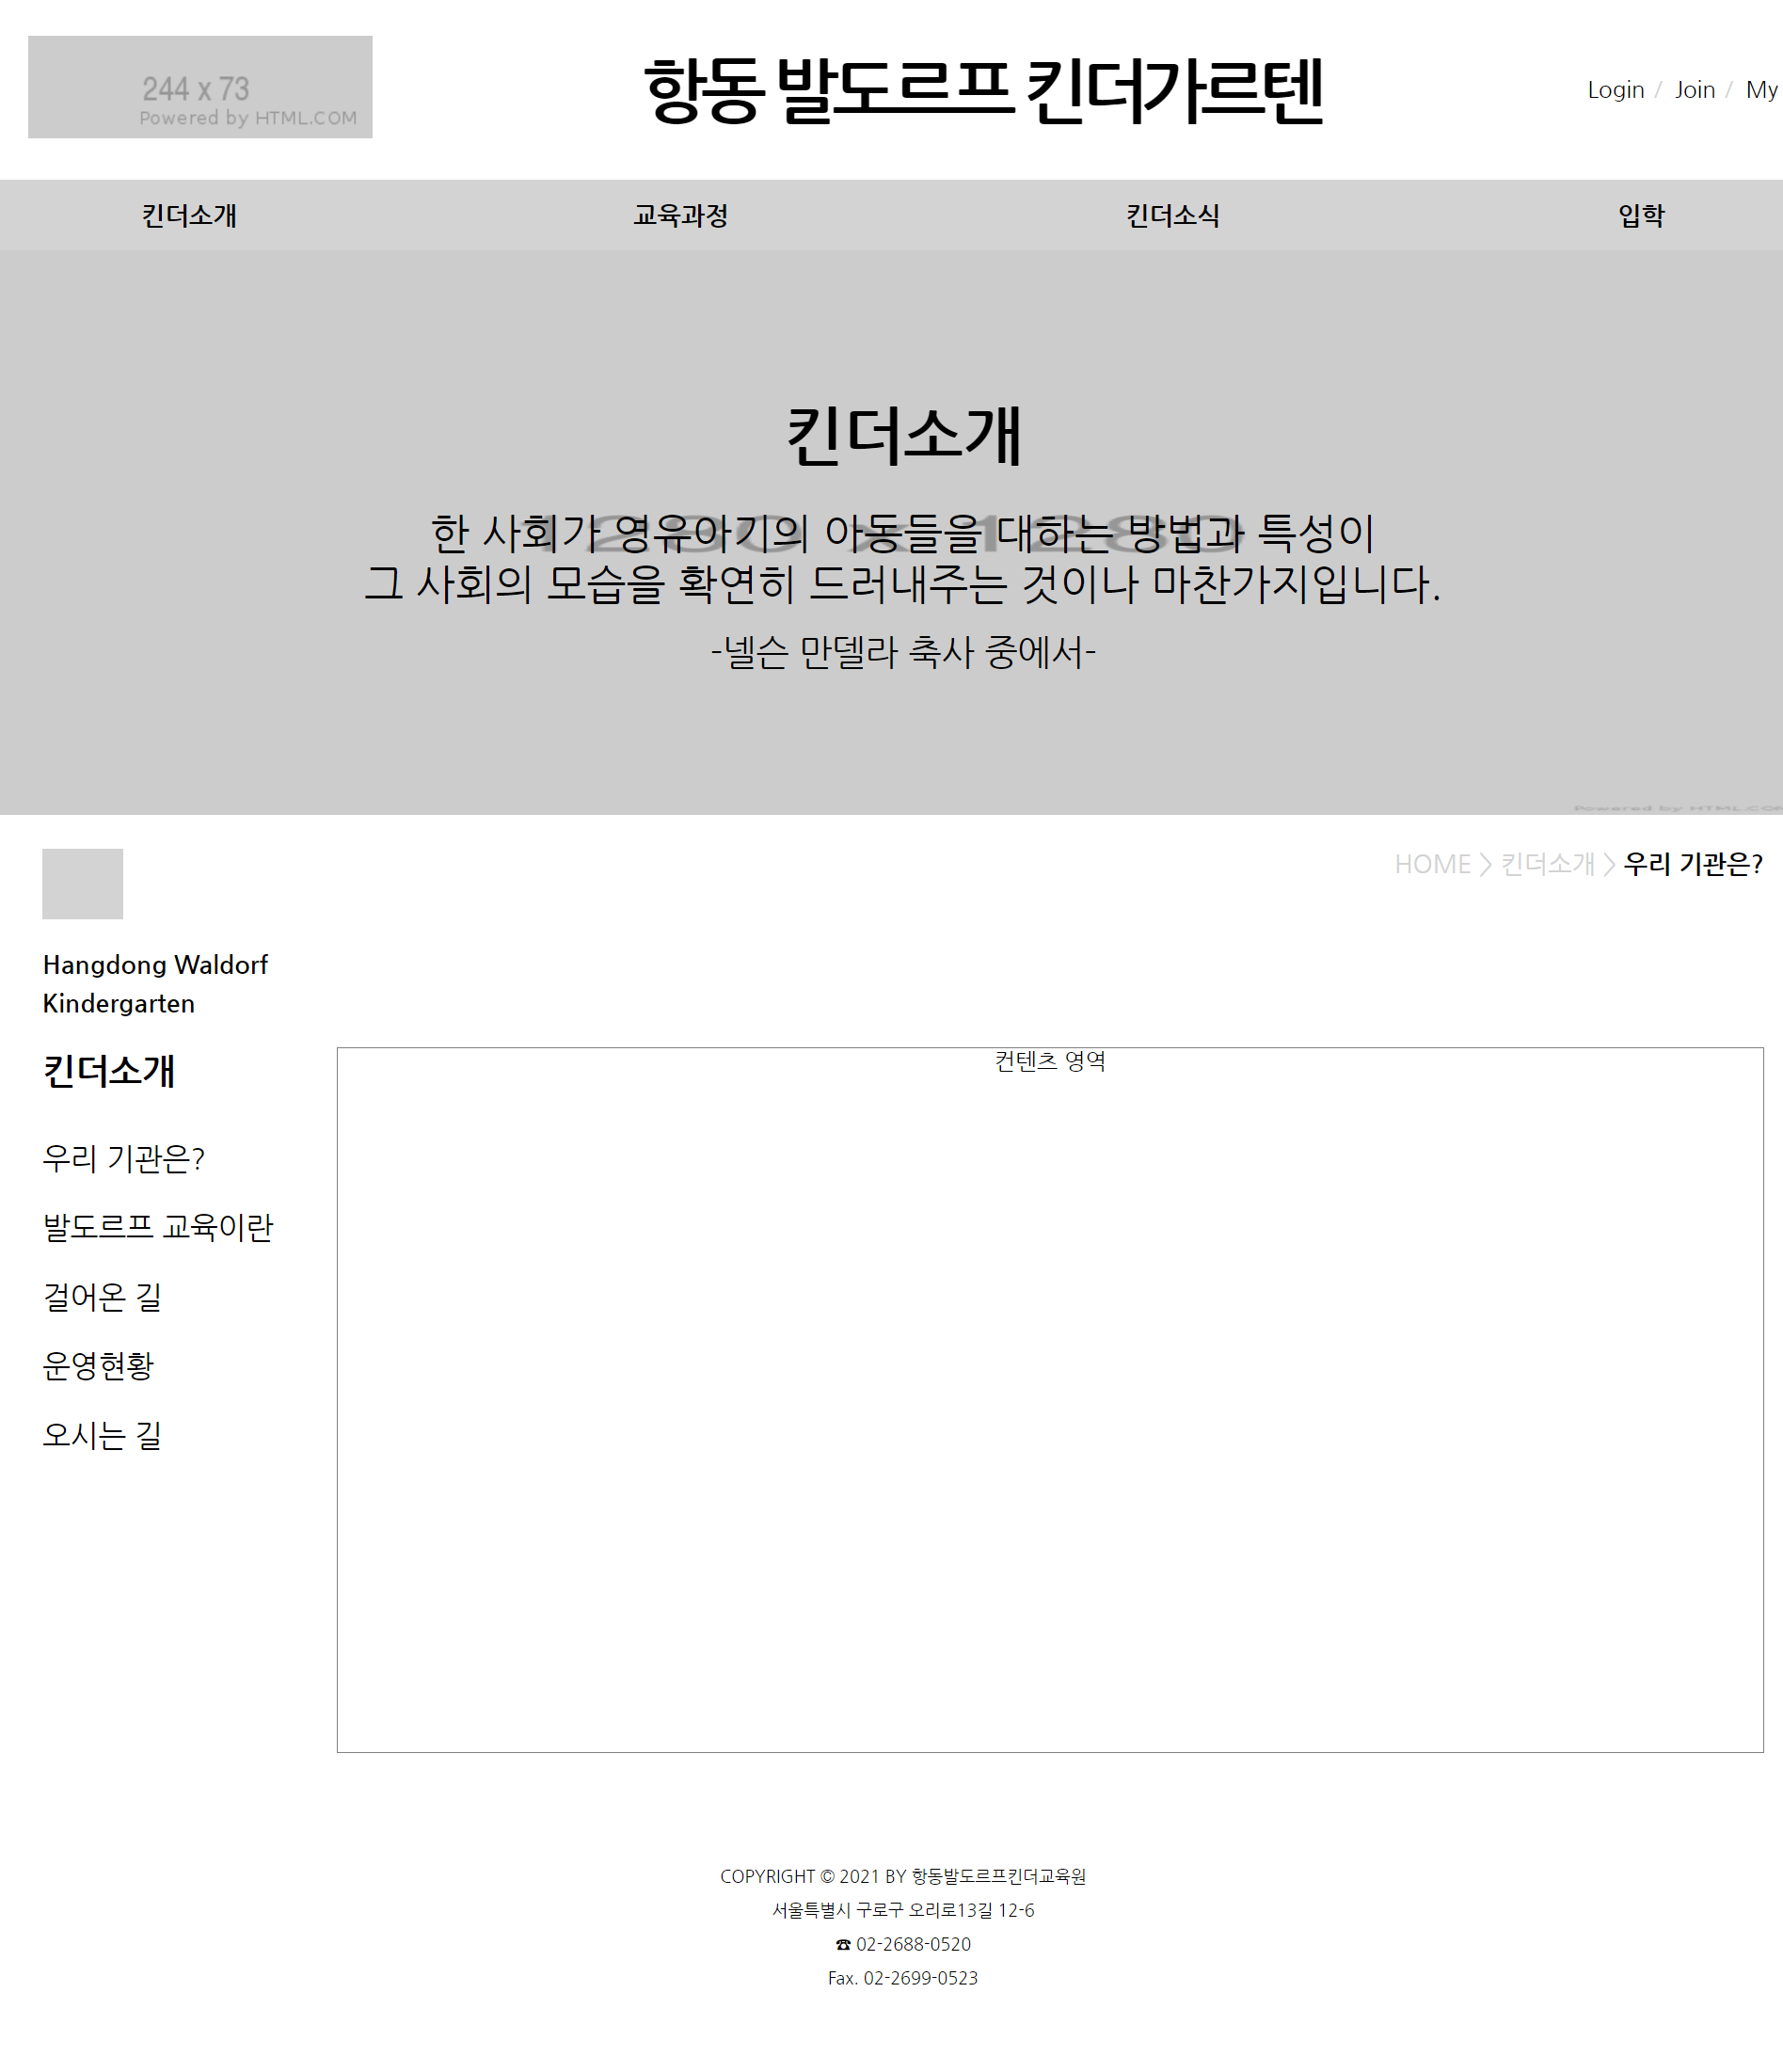 244 x 73
Powered by HTML.COM
항동 발도르프 킨더가르텐
Login / Join / My
킨더소개 교육과정 킨더소식 입학
킨더소개
1280 x 1280
한 사회가 영유아기의 아동들을 대하는 방법과 특성이
그 사회의 모습을 확연히 드러내주는 것이나 마찬가지입니다.
-넬슨 만델라 축사 중에서-
Powered by HTML.COM
HOME > 킨더소개 > 우리 기관은?
Hangdong Waldorf
Kindergarten
킨더소개
컨텐츠 영역
우리 기관은?
발도르프 교육이란
걸어온 길
운영현황
오시는 길
COPYRIGHT © 2021 BY 항동발도르프킨더교육원
서울특별시 구로구 오리로13길 12-6
☎ 02-2688-0520
Fax. 02-2699-0523